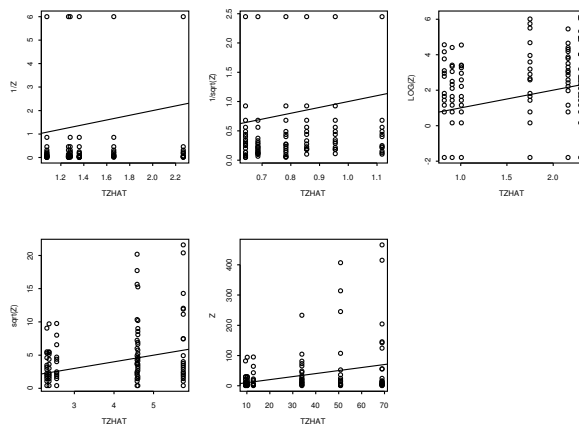 1/Z
0 1 2 3 4 5 6
1.2 1.4 1.6 1.8 2.0 2.2
TZHAT
1/sqrt(Z)
0.0 0.5 1.0 1.5 2.0 2.5
0.7 0.8 0.9 1.0 1.1
TZHAT
LOG(Z)
-2 0 2 4 6
1.0 1.5 2.0
TZHAT
sqrt(Z)
0 5 10 15 20
3 4 5
TZHAT
Z
0 100 200 300 400
10 20 30 40 50 60 70
TZHAT